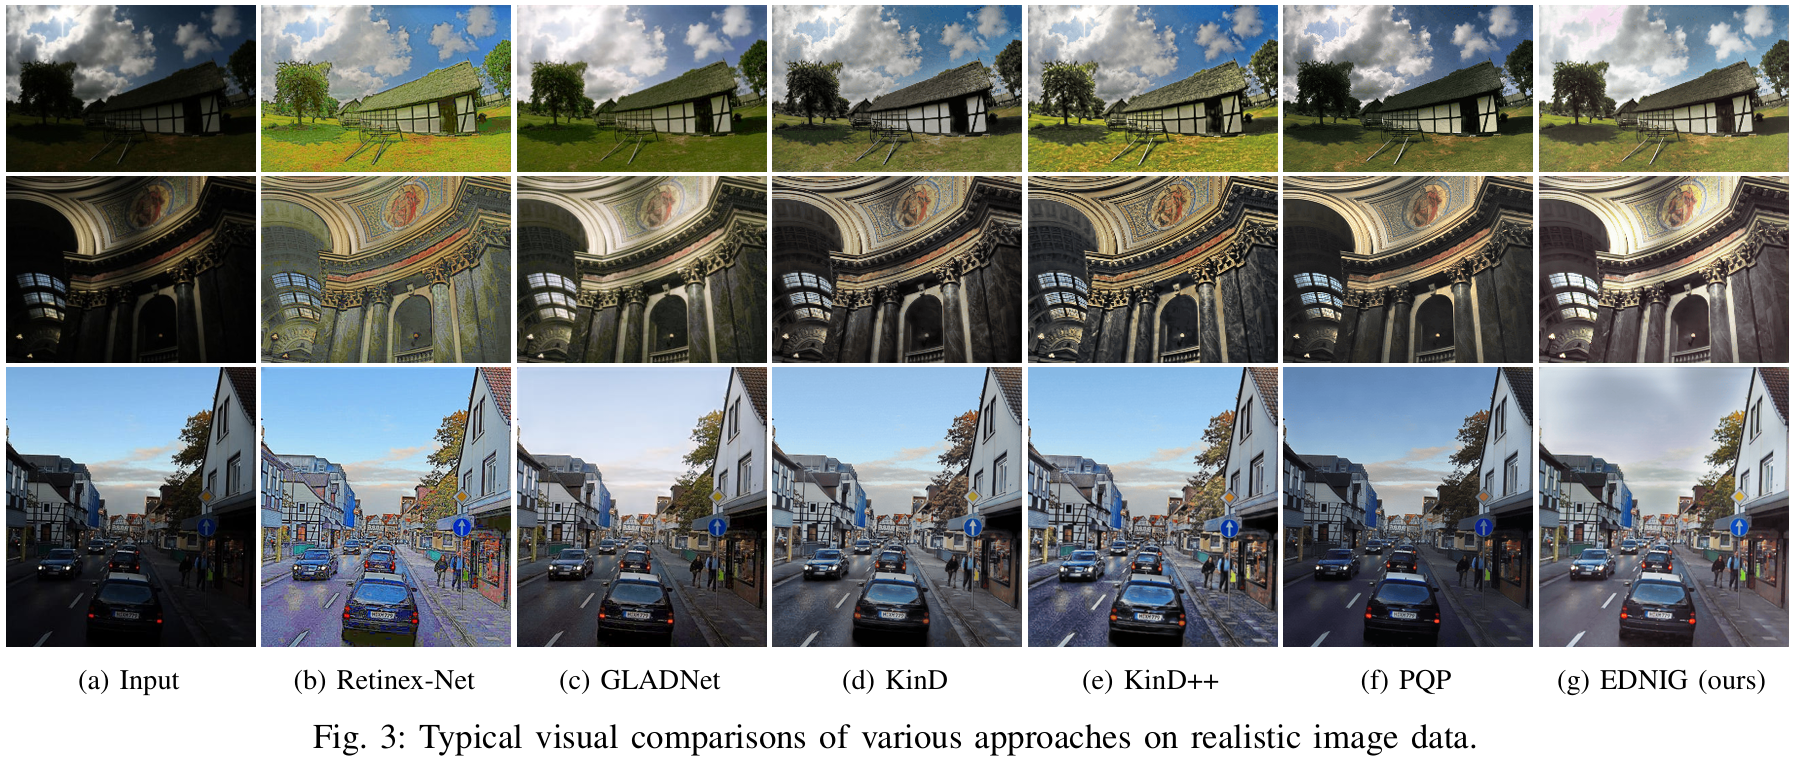 (a) Input
(b) Retinex-Net
(c) GLADNet
(d) KinD
(e) KinD++
(f) PQP
(g) EDNIG (ours)
Fig. 3: Typical visual comparisons of various approaches on realistic image data.